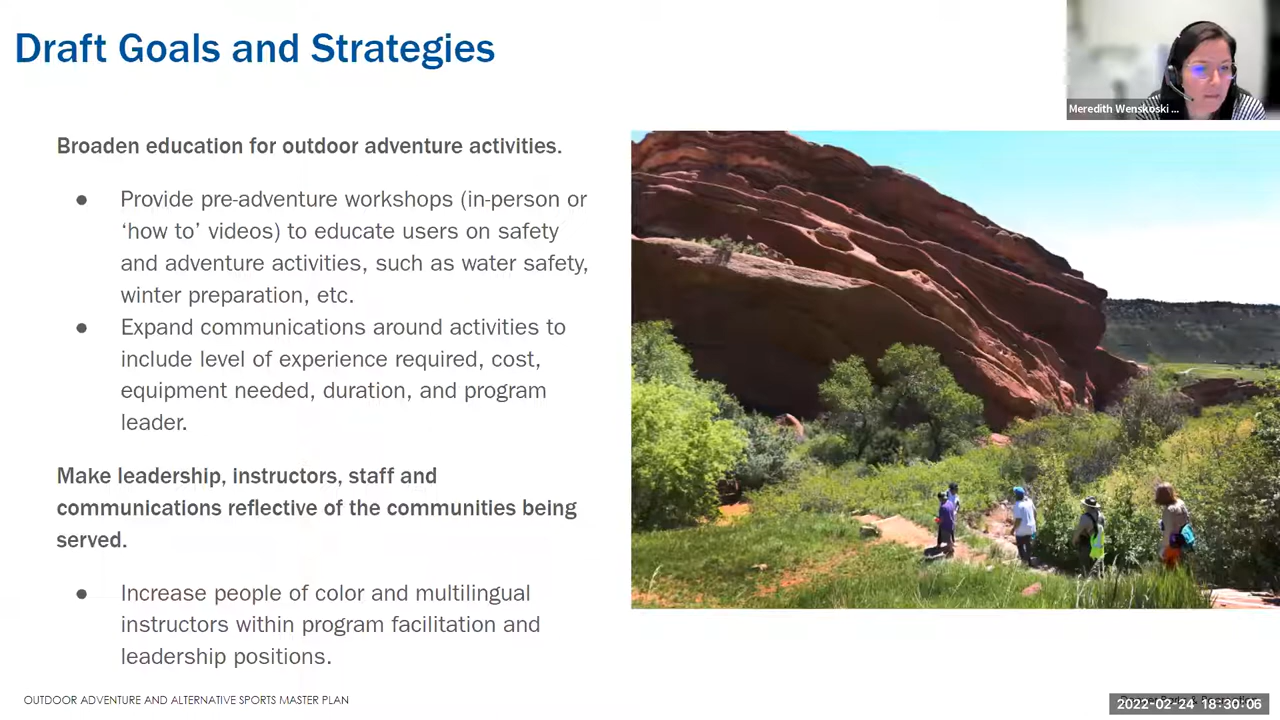 Draft Goals and Strategies
Meredith Wenskoski ...
Broaden education for outdoor adventure activities.
● Provide pre-adventure workshops (in-person or
‘how to’ videos) to educate users on safety
and adventure activities, such as water safety,
winter preparation, etc.
● Expand communications around activities to
include level of experience required, cost,
equipment needed, duration, and program
leader.
Make leadership, instructors, staff and
communications reflective of the communities being
served.
● Increase people of color and multilingual
instructors within program facilitation and
leadership positions.
OUTDOOR ADVENTURE AND ALTERNATIVE SPORTS MASTER PLAN
2022-02-24 18:30:06